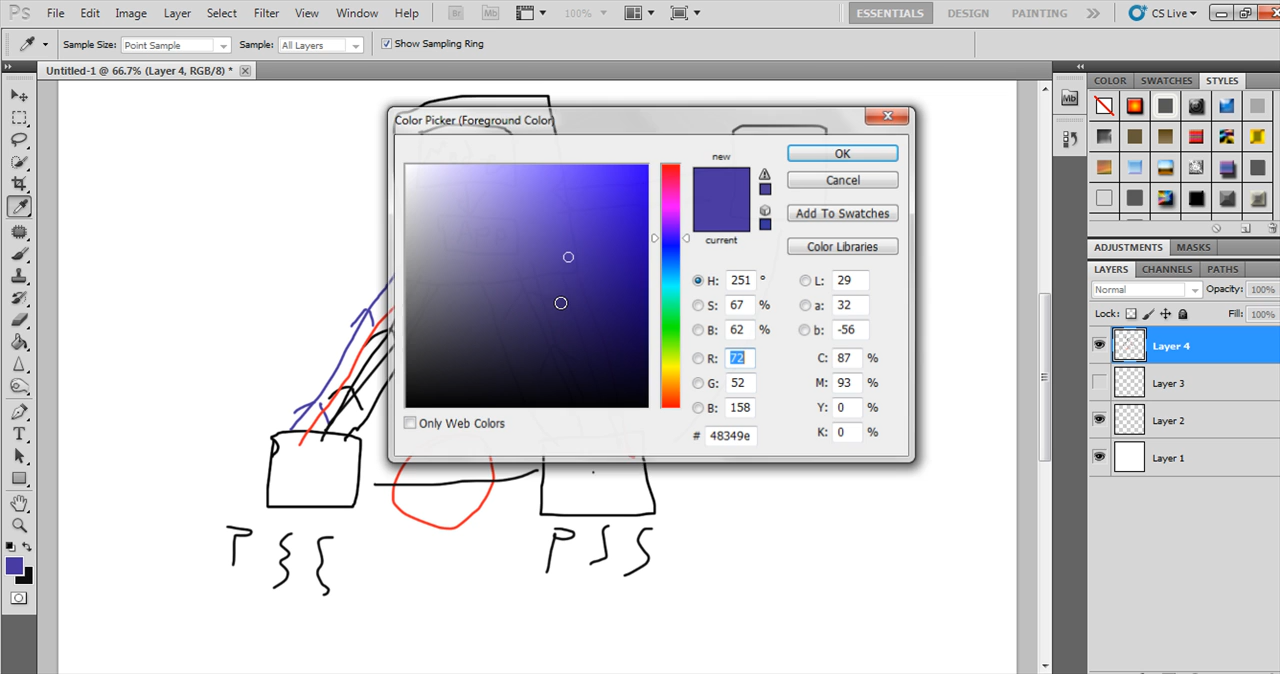 Ps File Edit Image Layer Select Filter View Window Help Br Mb 100% ESSENTIALS DESIGN PAINTING CS Live
Sample Size: Point Sample Sample: All Layers Show Sampling Ring
Untitled-1 @ 66.7% (Layer 4, RGB/8) *
Color Picker (Foreground Color)
new
current
OK
Cancel
Add To Swatches
Color Libraries
H: 251 ° L: 29
S: 67 % a: 32
B: 62 % b: -56
R: 72 C: 87 %
G: 52 M: 93 %
B: 158 Y: 0 %
# 48349e K: 0 %
Only Web Colors
P S S
P S S
Mb
COLOR SWATCHES STYLES
ADJUSTMENTS MASKS
LAYERS CHANNELS PATHS
Normal Opacity: 100%
Lock: Fill: 100%
Layer 4
Layer 3
Layer 2
Layer 1